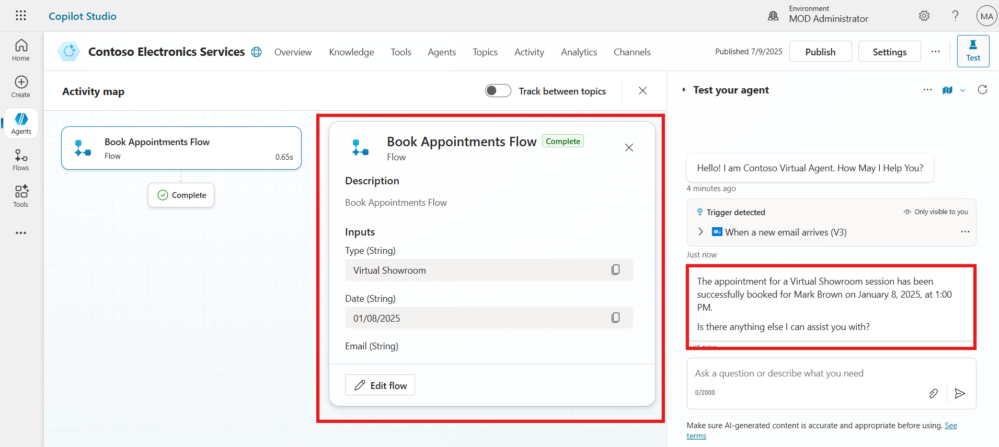 Copilot Studio
Environment
MOD Administrator
MA
Home
Create
Agents
Flows
Tools
Contoso Electronics Services
Overview
Knowledge
Tools
Agents
Topics
Activity
Analytics
Channels
Published 7/9/2025
Publish
Settings
Test
Activity map
Track between topics
Book Appointments Flow
Flow
0.65s
Complete
Book Appointments Flow
Complete
Flow
Description
Book Appointments Flow
Inputs
Type (String)
Virtual Showroom
Date (String)
01/08/2025
Email (String)
Edit flow
Test your agent
Hello! I am Contoso Virtual Agent. How May I Help You?
4 minutes ago
Trigger detected
Only visible to you
When a new email arrives (V3)
Just now
The appointment for a Virtual Showroom session has been
successfully booked for Mark Brown on January 8, 2025, at 1:00
PM.
Is there anything else I can assist you with?
Just now
Ask a question or describe what you need
0/2000
Make sure AI-generated content is accurate and appropriate before using. See
terms